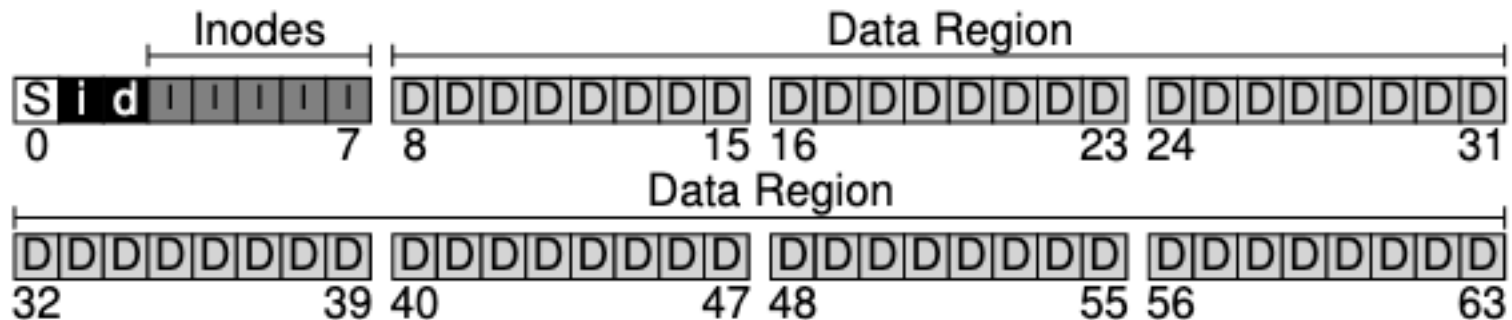 Inodes Data Region
S i d I I I I I D D D D D D D D D D D D D D D D D D D D D D D D
0 7 8 15 16 23 24 31
Data Region
D D D D D D D D D D D D D D D D D D D D D D D D D D D D D D D D
32 39 40 47 48 55 56 63